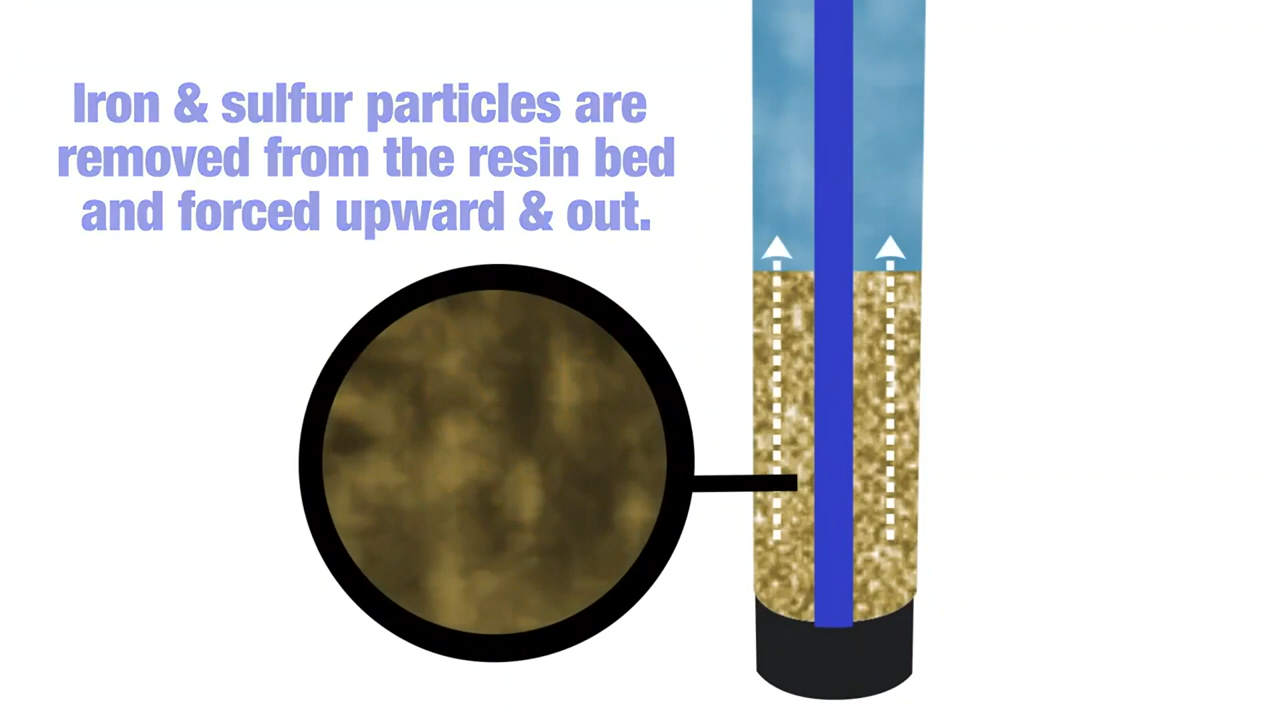 Iron & sulfur particles are
removed from the resin bed
and forced upward & out.